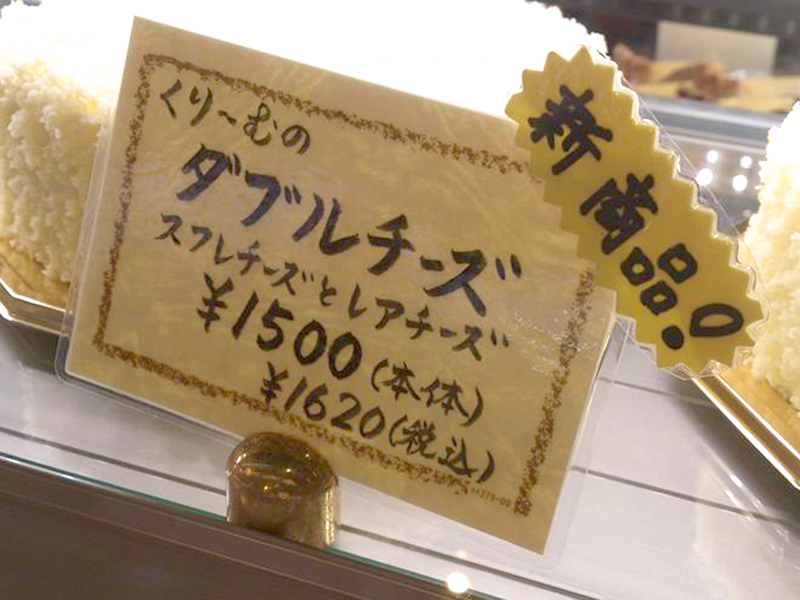 くり〜むの
ダブルチーズ
スフレチーズとレアチーズ
¥1500(本体)
¥1620(税込)
新商品!